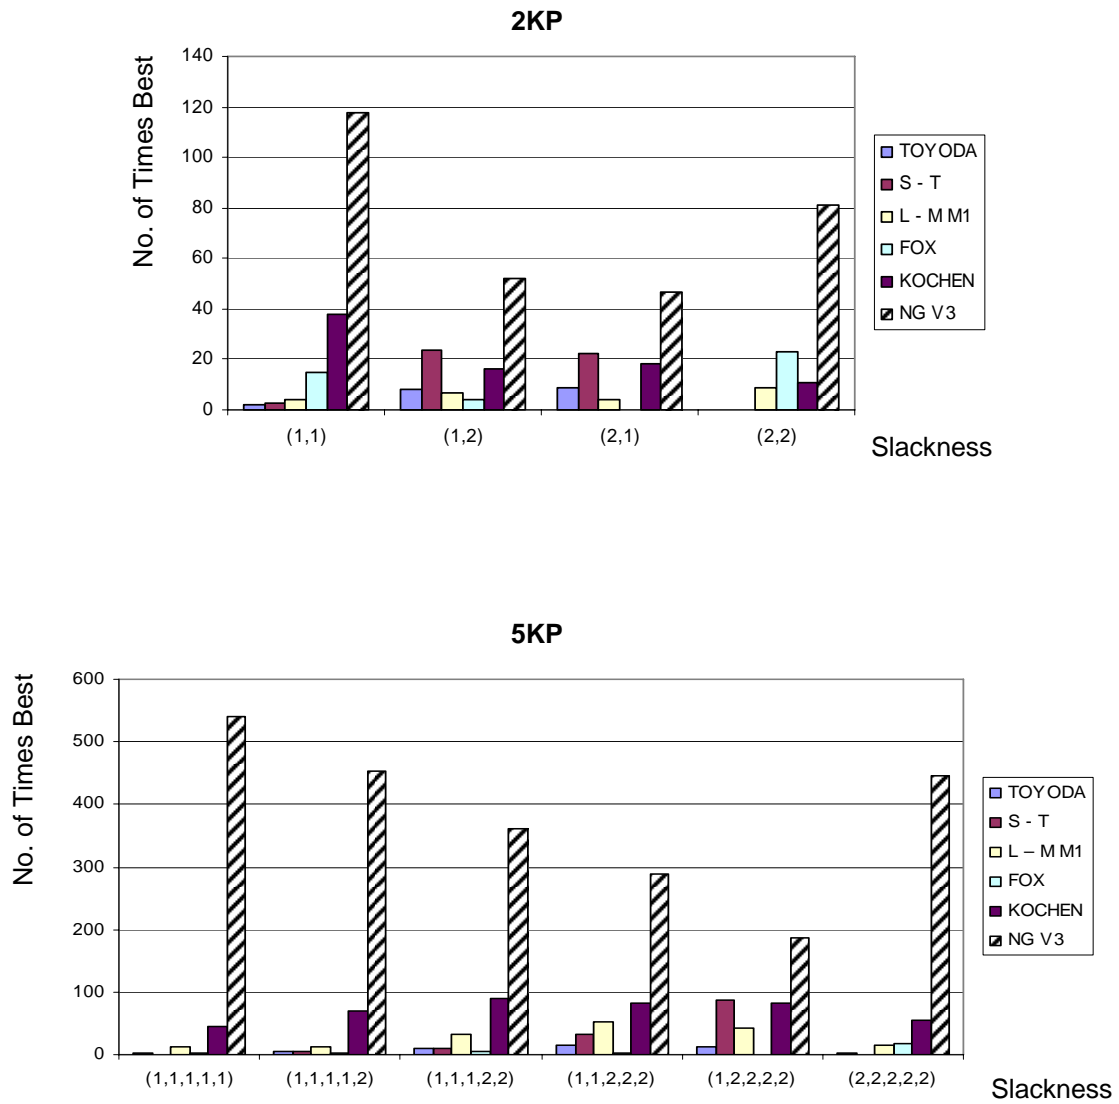 2KP
No. of Times Best
140
120
100
80
60
40
20
0
(1,1) (1,2) (2,1) (2,2)
Slackness
TOYODA
S - T
L - M M1
FOX
KOCHEN
NG V3
5KP
No. of Times Best
600
500
400
300
200
100
0
(1,1,1,1,1) (1,1,1,1,2) (1,1,1,2,2) (1,1,2,2,2) (1,2,2,2,2) (2,2,2,2,2)
Slackness
TOYODA
S - T
L – M M1
FOX
KOCHEN
NG V3